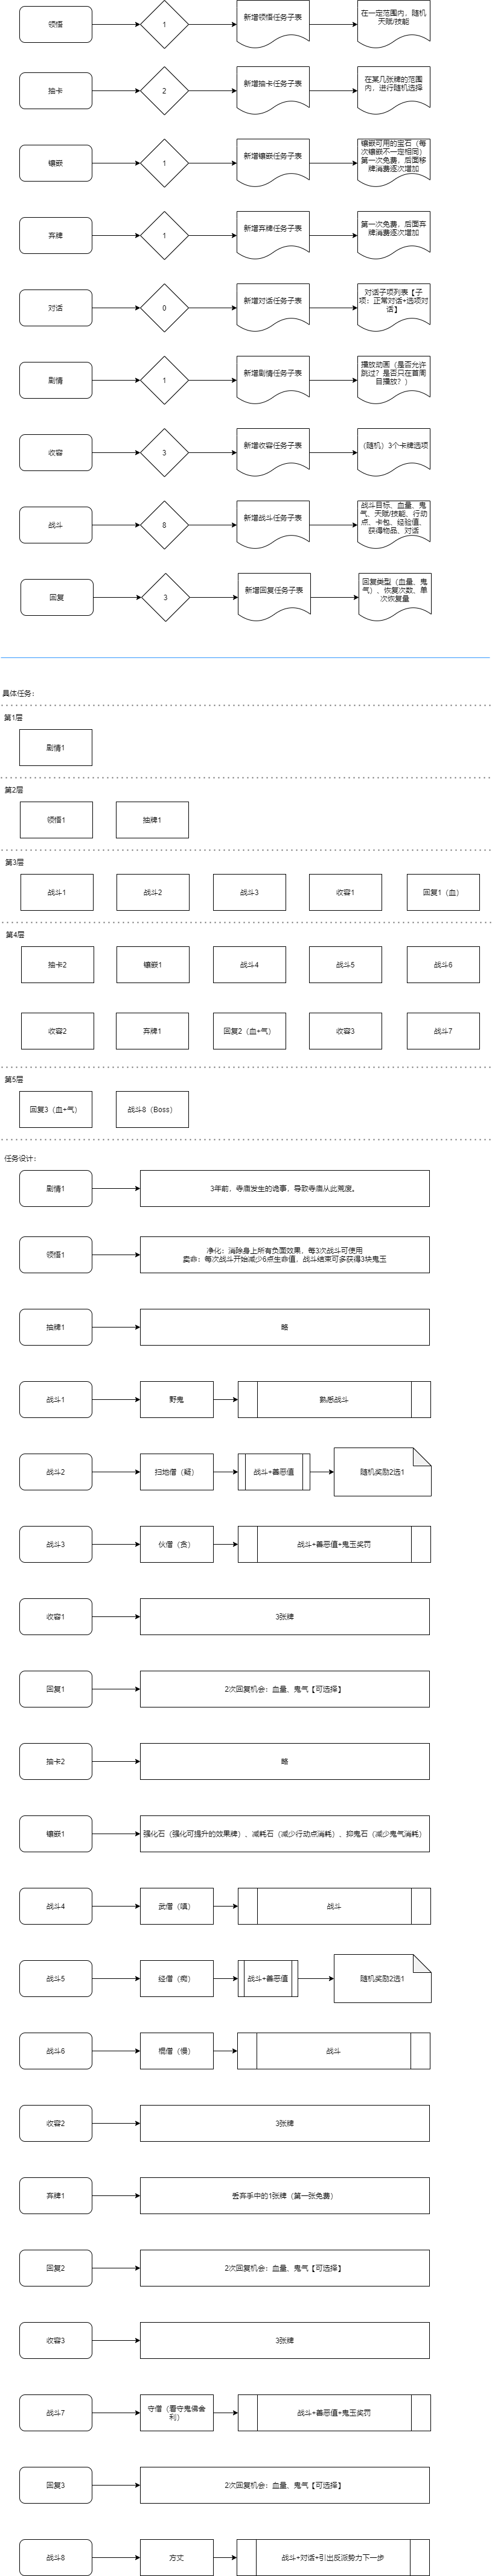 领悟
1
新增领悟任务子表
在一定范围内，随机
天赋/技能
抽卡
2
新增抽卡任务子表
在某几张牌的范围
内，进行随机选择
镶嵌
1
新增镶嵌任务子表
镶嵌可用的宝石（每
次镶嵌不一定相同）
第一次免费，后面移
牌消费逐次增加
弃牌
1
新增弃牌任务子表
第一次免费，后面弃
牌消费逐次增加
对话
0
新增对话任务子表
对话子项列表【子
项：正常对话+选项对
话】
剧情
1
新增剧情任务子表
播放动画（是否允许
跳过？是否只在首周
目播放？）
收容
3
新增收容任务子表
（随机）3个卡牌选项
战斗
8
新增战斗任务子表
战斗目标、血量、鬼
气、天赋/技能、行动
点、卡包、经验值、
获得物品、对话
回复
3
新增回复任务子表
回复类型（血量、鬼
气）、恢复次数、单
次恢复量
具体任务：
第1层
剧情1
第2层
领悟1
抽牌1
第3层
战斗1
战斗2
战斗3
收容1
回复1（血）
第4层
抽卡2
镶嵌1
战斗4
战斗5
战斗6
收容2
弃牌1
回复2（血+气）
收容3
战斗7
第5层
回复3（血+气）
战斗8（Boss）
任务设计：
剧情1
3年前，寺庙发生的诡事，导致寺庙从此荒废。
领悟1
净化：消除身上所有负面效果，每3次战斗可使用
卖命：每次战斗开始减少6点生命值，战斗结束可多获得3块鬼玉
抽牌1
略
战斗1
野鬼
熟悉战斗
战斗2
扫地僧（疑）
战斗+善恶值
随机奖励2选1
战斗3
伙僧（贪）
战斗+善恶值+鬼玉奖罚
收容1
3张牌
回复1
2次回复机会：血量、鬼气【可选择】
抽卡2
略
镶嵌1
强化石（强化可提升的效果牌）、减耗石（减少行动点消耗）、抑鬼石（减少鬼气消耗）
战斗4
武僧（嗔）
战斗
战斗5
经僧（痴）
战斗+善恶值
随机奖励2选1
战斗6
棍僧（慢）
战斗
收容2
3张牌
弃牌1
丢弃手中的1张牌（第一张免费）
回复2
2次回复机会：血量、鬼气【可选择】
收容3
3张牌
战斗7
守僧（看守鬼佛舍
利）
战斗+善恶值+鬼玉奖罚
回复3
2次回复机会：血量、鬼气【可选择】
战斗8
方丈
战斗+对话+引出反派势力下一步